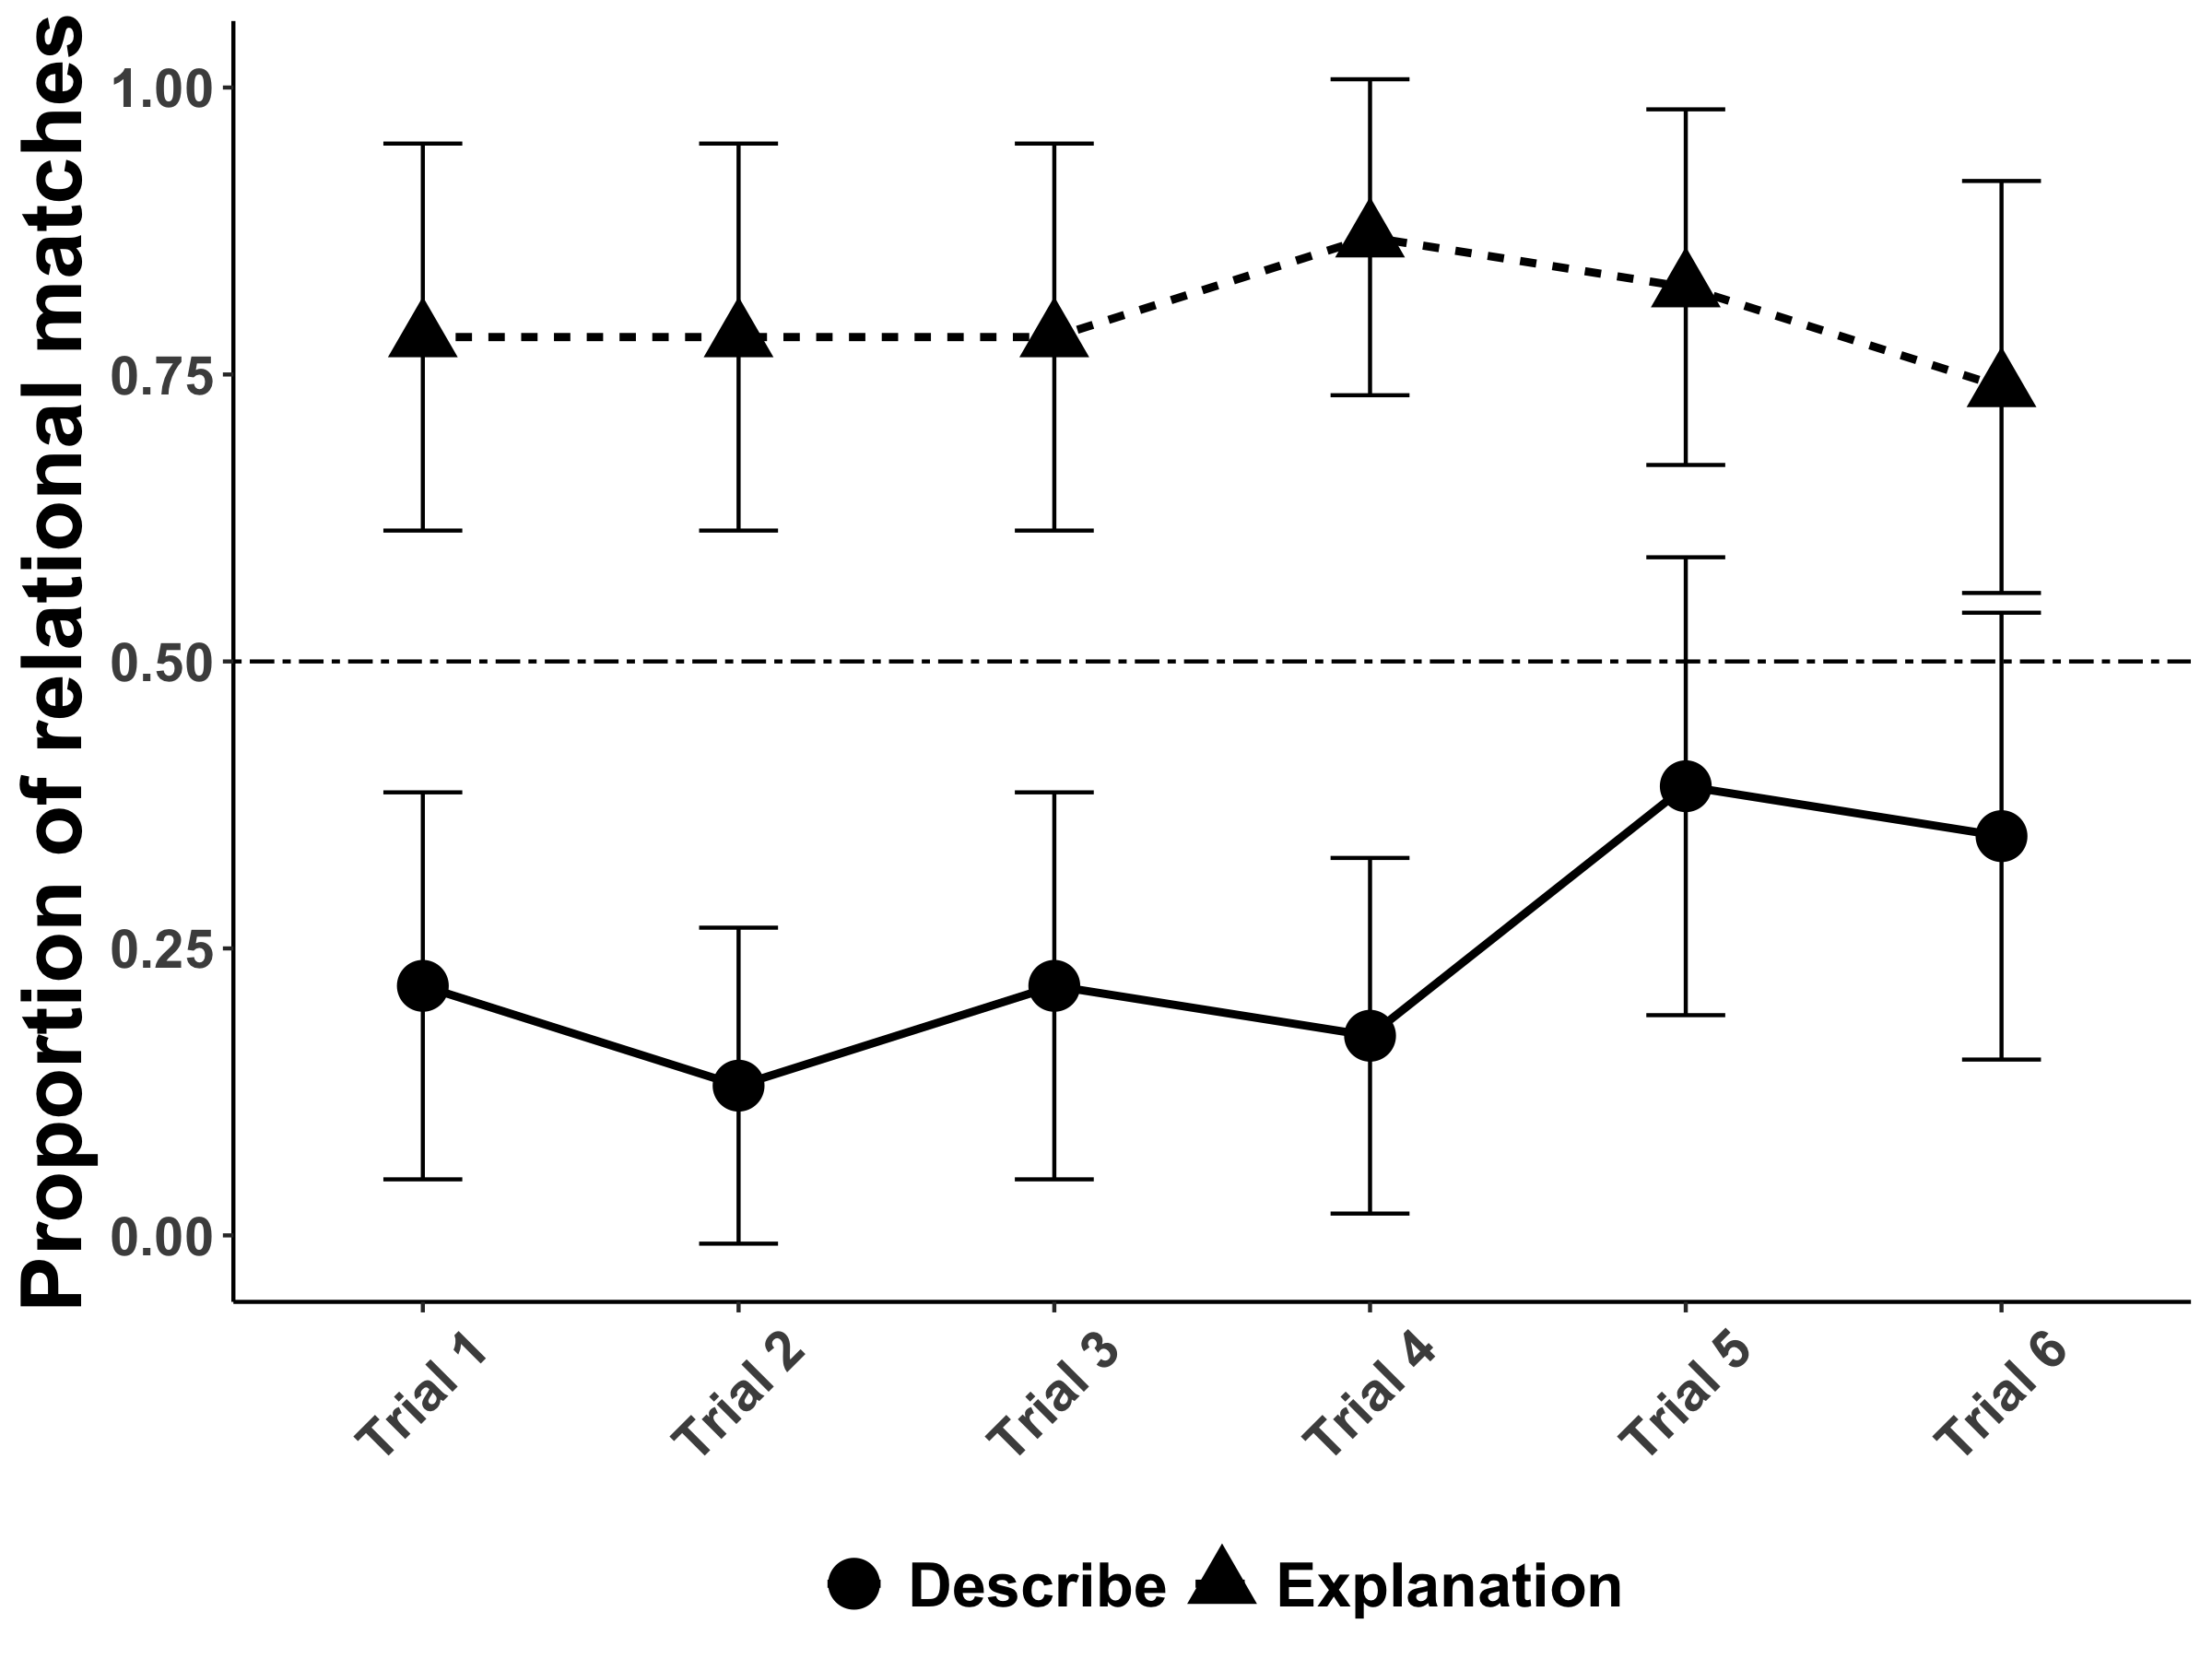 Proportion of relational matches
1.00
0.75
0.50
0.25
0.00
Trial 1
Trial 2
Trial 3
Trial 4
Trial 5
Trial 6
Describe
Explanation